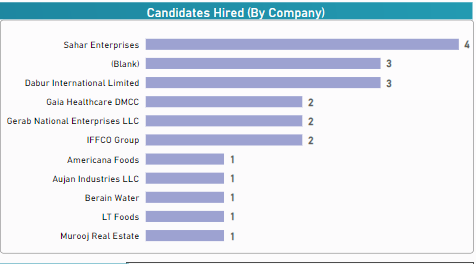 Candidates Hired (By Company)
Sahar Enterprises 4
(Blank) 3
Dabur International Limited 3
Gaia Healthcare DMCC 2
Gerab National Enterprises LLC 2
IFFCO Group 2
Americana Foods 1
Aujan Industries LLC 1
Berain Water 1
LT Foods 1
Murooj Real Estate 1